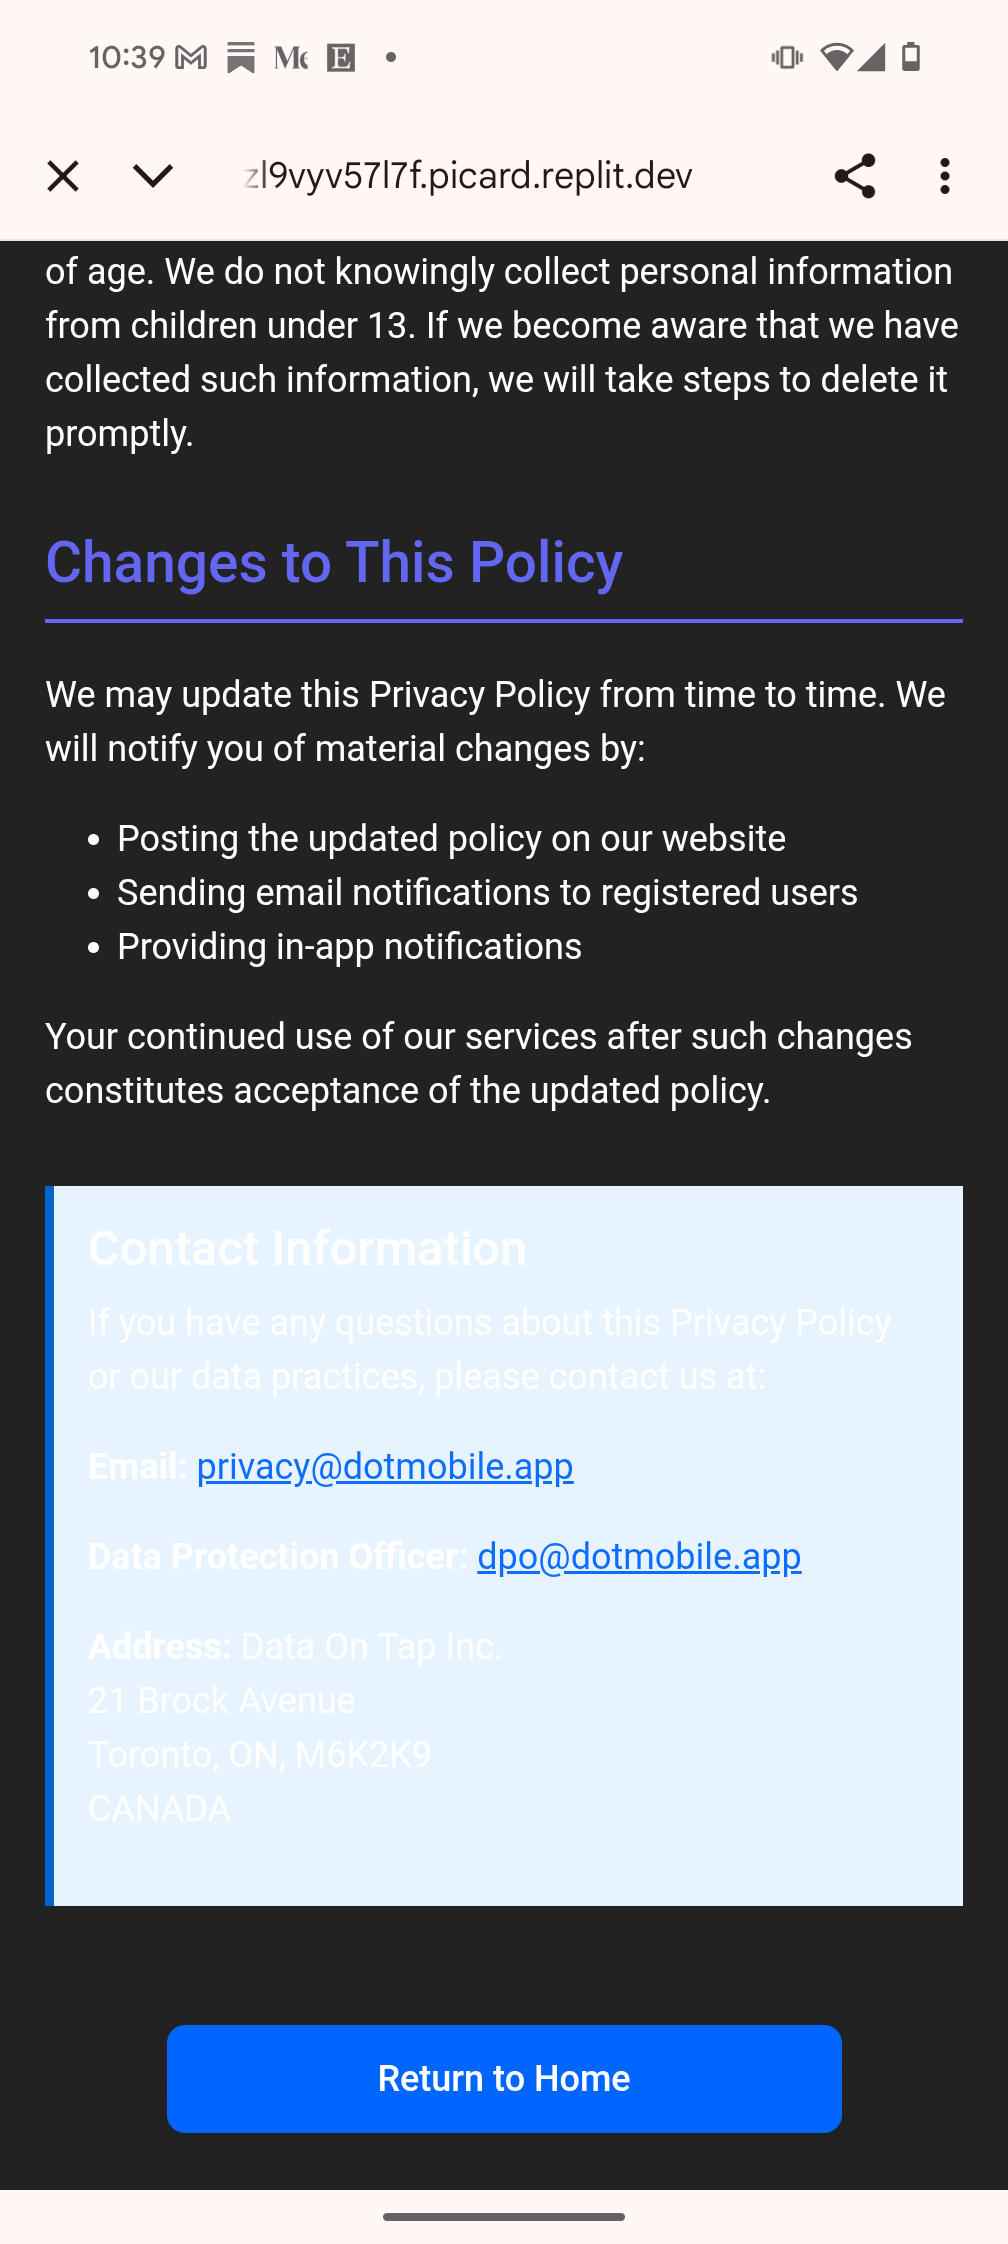 10:39
zl9vyv57l7f.picard.replit.dev
of age. We do not knowingly collect personal information
from children under 13. If we become aware that we have
collected such information, we will take steps to delete it
promptly.
Changes to This Policy
We may update this Privacy Policy from time to time. We
will notify you of material changes by:
• Posting the updated policy on our website
• Sending email notifications to registered users
• Providing in-app notifications
Your continued use of our services after such changes
constitutes acceptance of the updated policy.
Contact Information
If you have any questions about this Privacy Policy
or our data practices, please contact us at:
Email: privacy@dotmobile.app
Data Protection Officer: dpo@dotmobile.app
Address: Data On Tap Inc.
21 Brock Avenue
Toronto, ON, M6K2K9
CANADA
Return to Home